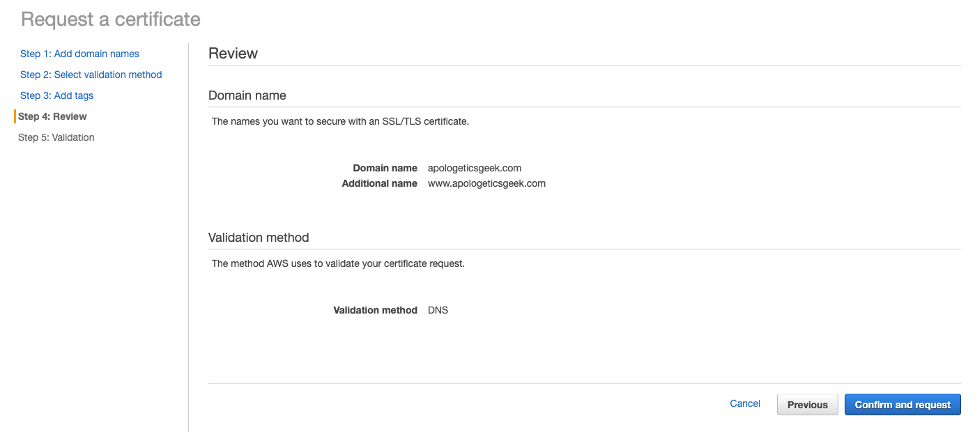 Request a certificate
Step 1: Add domain names
Step 2: Select validation method
Step 3: Add tags
Step 4: Review
Step 5: Validation
Review
Domain name
The names you want to secure with an SSL/TLS certificate.
Domain name apologeticsgeek.com
Additional name www.apologeticsgeek.com
Validation method
The method AWS uses to validate your certificate request.
Validation method DNS
Cancel Previous Confirm and request